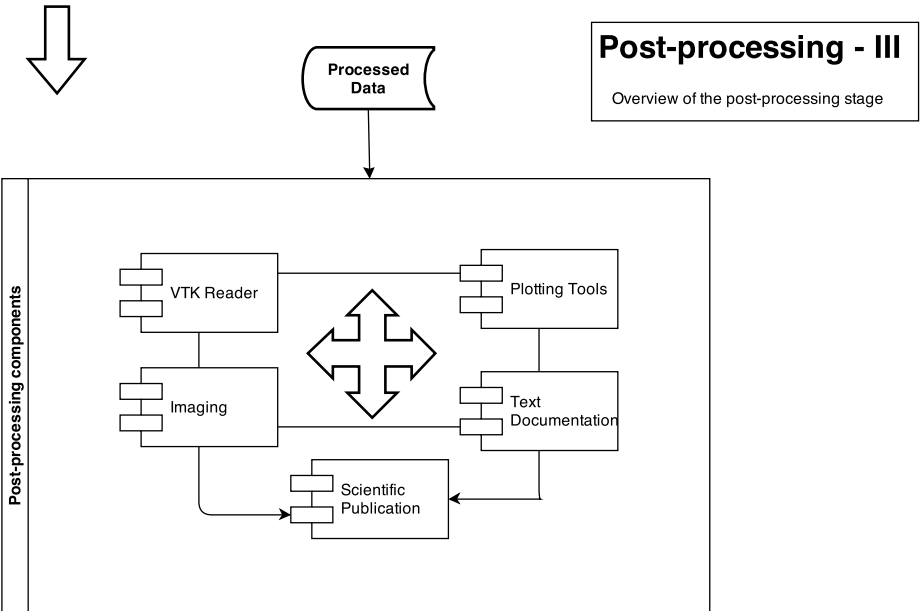 Post-processing - III
Overview of the post-processing stage
Processed
Data
Post-processing components
VTK Reader
Plotting Tools
Imaging
Text
Documentation
Scientific
Publication